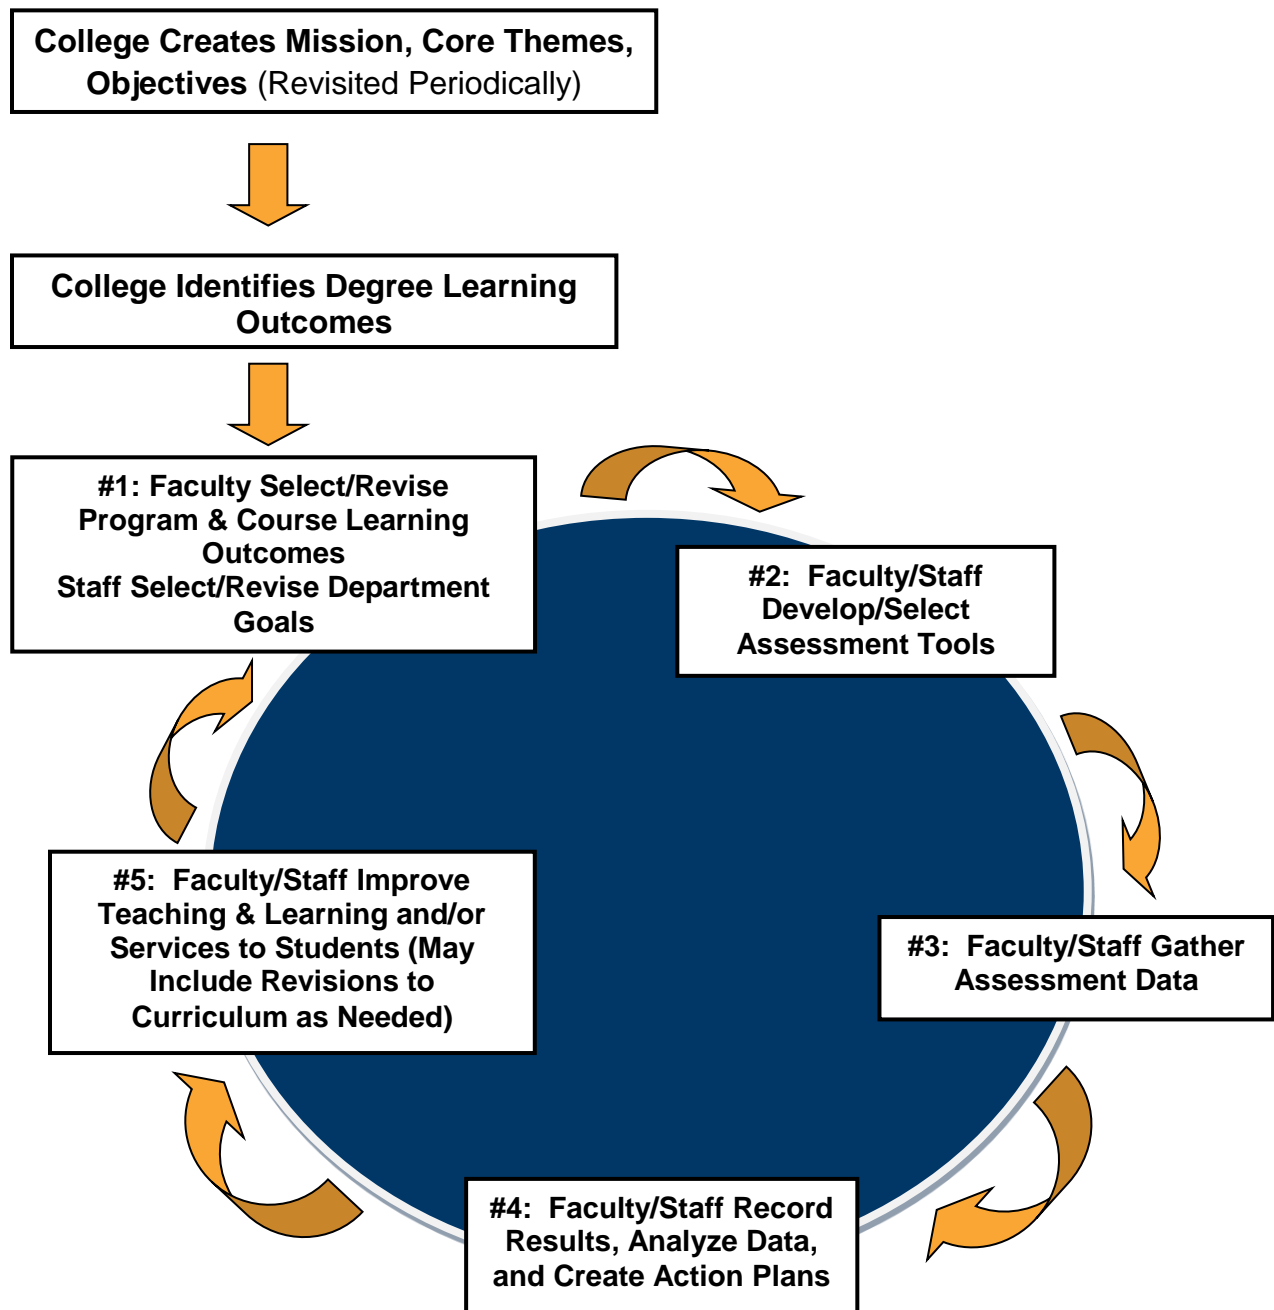 College Creates Mission, Core Themes,
Objectives (Revisited Periodically)
College Identifies Degree Learning
Outcomes
#1: Faculty Select/Revise
Program & Course Learning
Outcomes
Staff Select/Revise Department
Goals
#2:  Faculty/Staff
Develop/Select
Assessment Tools
#3:  Faculty/Staff Gather
Assessment Data
#4:  Faculty/Staff Record
Results, Analyze Data,
and Create Action Plans
#5:  Faculty/Staff Improve
Teaching & Learning and/or
Services to Students (May
Include Revisions to
Curriculum as Needed)